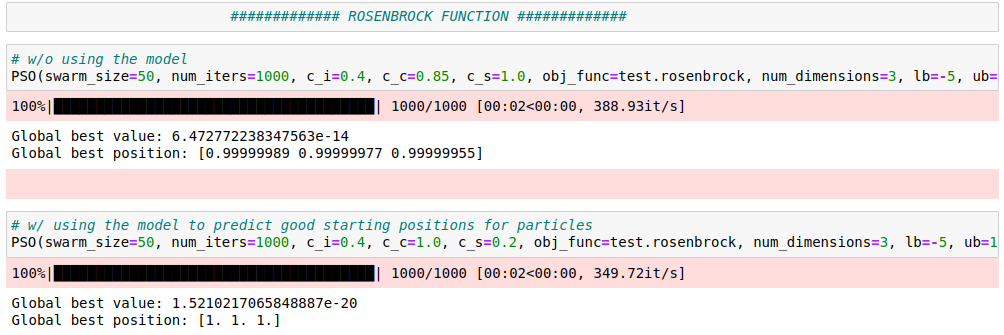 ############# ROSENBROCK FUNCTION #############
# w/o using the model
PSO(swarm_size=50, num_iters=1000, c_i=0.4, c_c=0.85, c_s=1.0, obj_func=test.rosenbrock, num_dimensions=3, lb=-5, ub=
100%|| 1000/1000 [00:02<00:00, 388.93it/s]
Global best value: 6.472772238347563e-14
Global best position: [0.99999989 0.99999977 0.99999955]
# w/ using the model to predict good starting positions for particles
PSO(swarm_size=50, num_iters=1000, c_i=0.4, c_c=1.0, c_s=0.2, obj_func=test.rosenbrock, num_dimensions=3, lb=-5, ub=1
100%|| 1000/1000 [00:02<00:00, 349.72it/s]
Global best value: 1.5210217065848887e-20
Global best position: [1. 1. 1.]